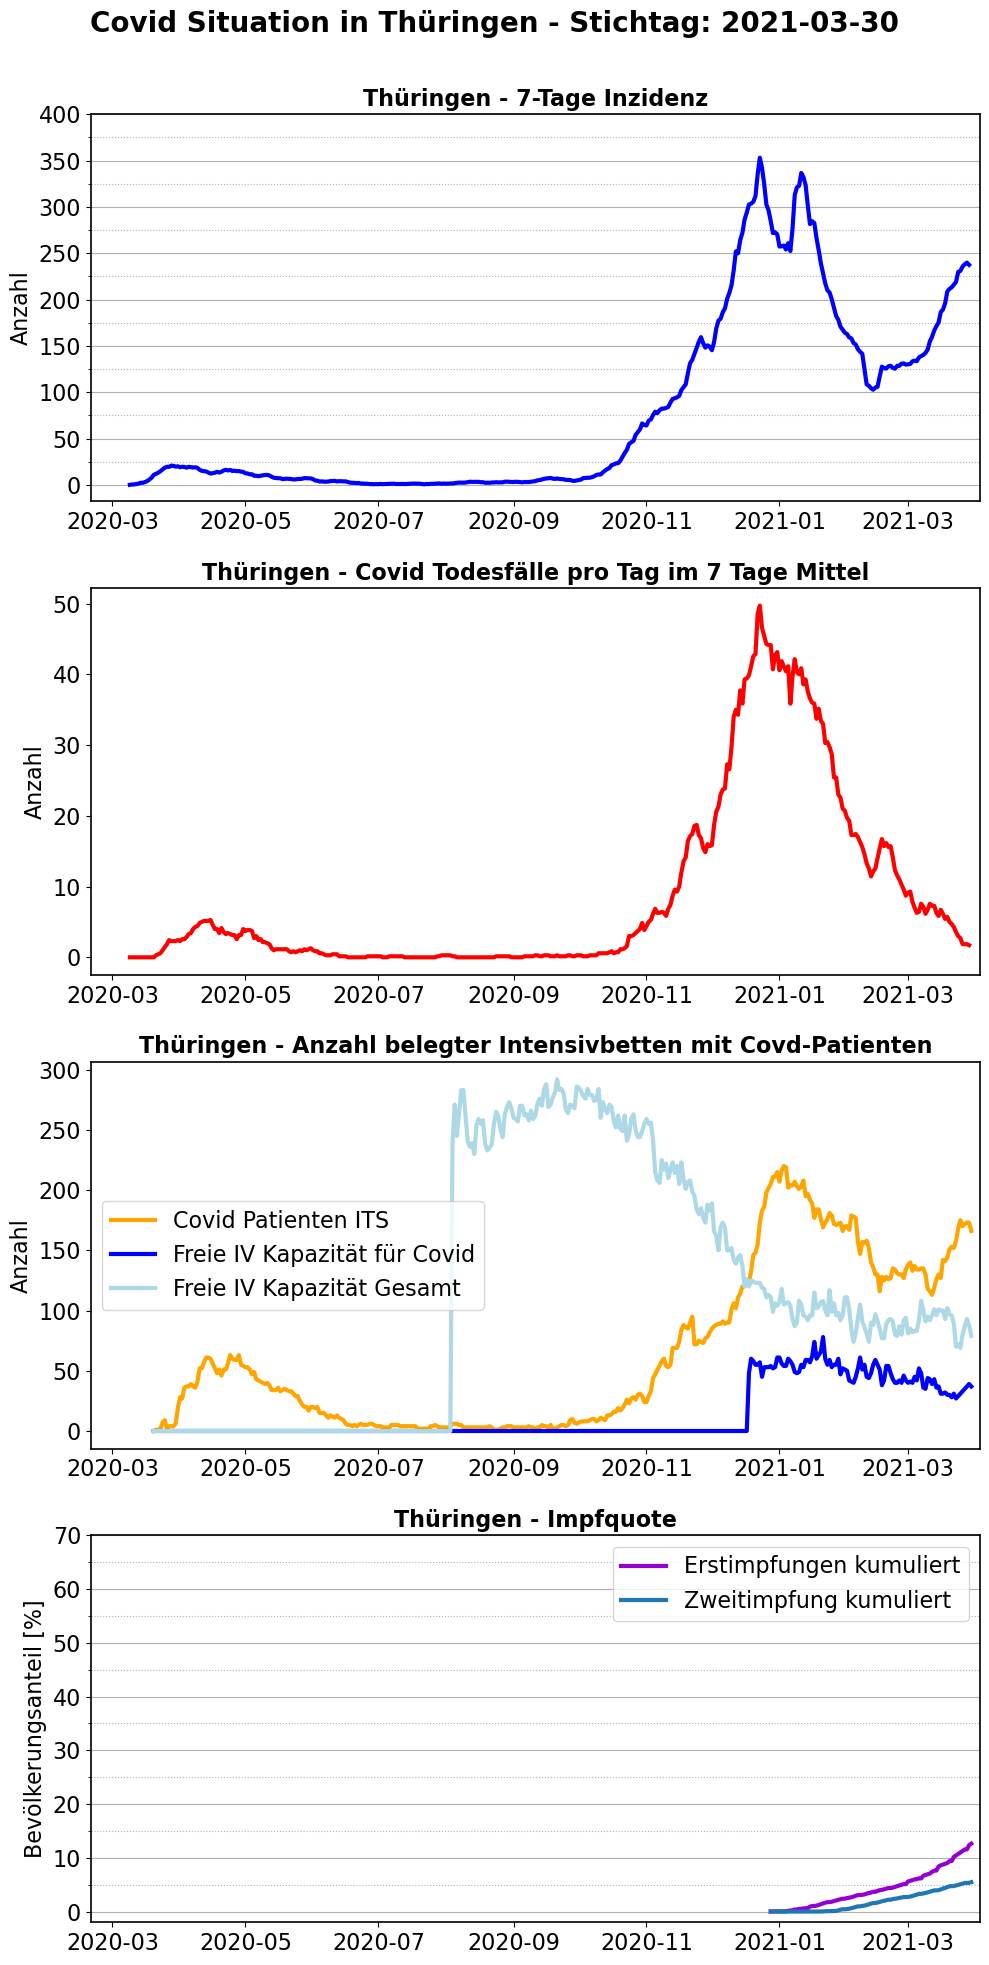 Covid Situation in Thüringen - Stichtag: 2021-03-30
Thüringen - 7-Tage Inzidenz
Anzahl
400
350
300
250
200
150
100
50
0
2020-03 2020-05 2020-07 2020-09 2020-11 2021-01 2021-03
Thüringen - Covid Todesfälle pro Tag im 7 Tage Mittel
Anzahl
50
40
30
20
10
0
2020-03 2020-05 2020-07 2020-09 2020-11 2021-01 2021-03
Thüringen - Anzahl belegter Intensivbetten mit Covd-Patienten
Anzahl
300
250
200
150
100
50
0
Covid Patienten ITS
Freie IV Kapazität für Covid
Freie IV Kapazität Gesamt
2020-03 2020-05 2020-07 2020-09 2020-11 2021-01 2021-03
Thüringen - Impfquote
Bevölkerungsanteil [%]
70
60
50
40
30
20
10
0
Erstimpfungen kumuliert
Zweitimpfung kumuliert
2020-03 2020-05 2020-07 2020-09 2020-11 2021-01 2021-03